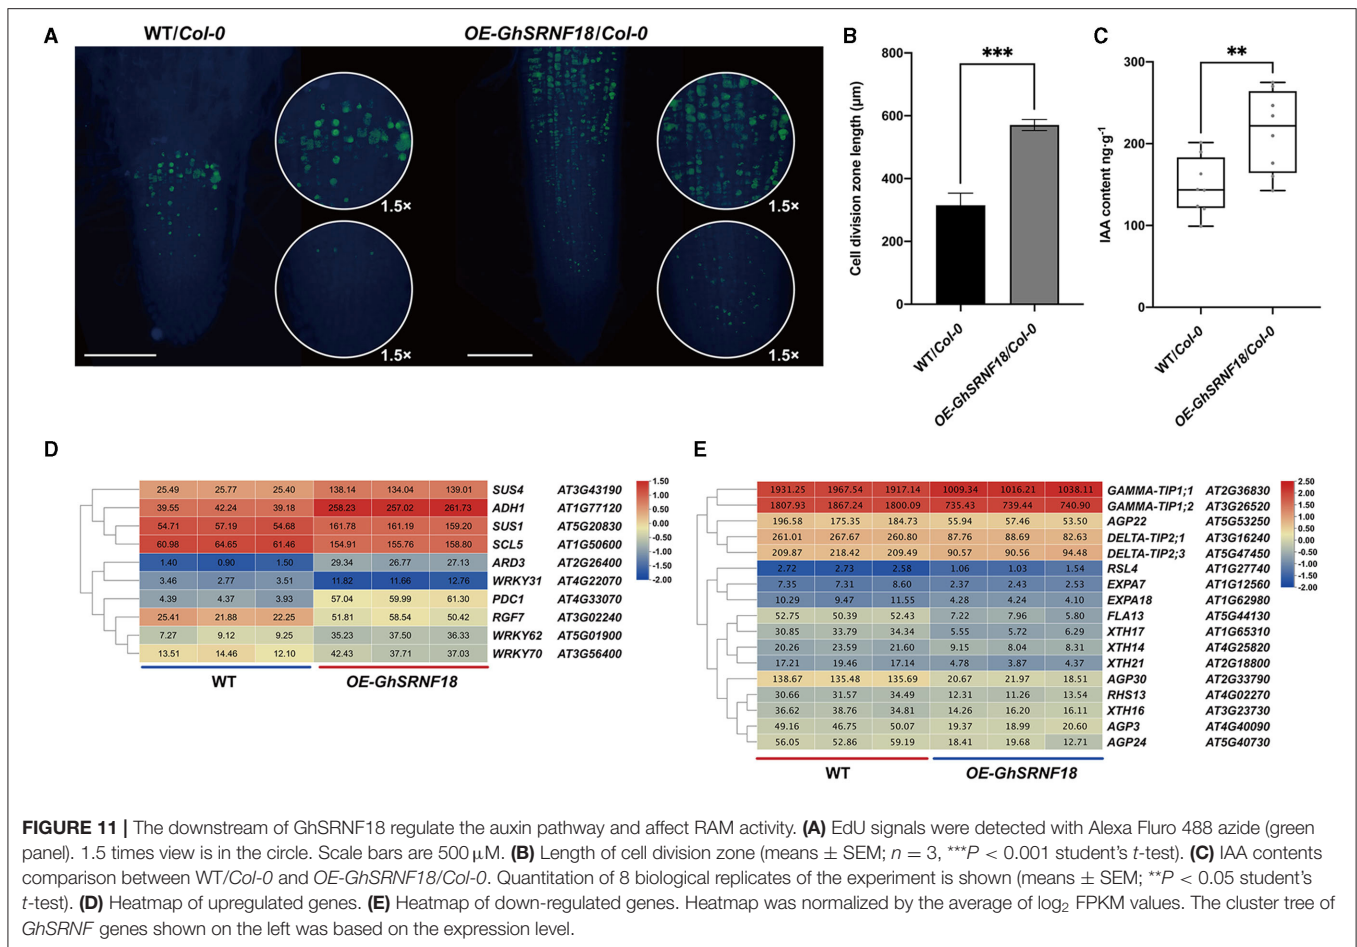 A
WT/Col-0
OE-GhSRNF18/Col-0
1.5×
1.5×
1.5×
1.5×
B
***
800
600
400
200
0
Cell division zone length (μm)
WT/Col-0
OE-GhSRNF18/Col-0
C
**
300
200
100
0
IAA content ng·g-1
WT/Col-0
OE-GhSRNF18/Col-0
D
25.49 25.77 25.40 138.14 134.04 139.01 SUS4 AT3G43190
39.55 42.24 39.18 258.23 257.02 261.73 ADH1 AT1G77120
54.71 57.19 54.68 161.78 161.19 159.20 SUS1 AT5G20830
60.98 64.65 61.46 154.91 155.76 158.80 SCL5 AT1G50600
1.40 0.90 1.50 29.34 26.77 27.13 ARD3 AT2G26400
3.46 2.77 3.51 11.82 11.66 12.76 WRKY31 AT4G22070
4.39 4.37 3.93 57.04 59.99 61.30 PDC1 AT4G33070
25.41 21.88 22.25 51.81 58.54 50.42 RGF7 AT3G02240
7.27 9.12 9.25 35.23 37.50 36.33 WRKY62 AT5G01900
13.51 14.46 12.10 42.43 37.71 37.03 WRKY70 AT3G56400
WT
OE-GhSRNF18
1.50
1.00
0.50
0.00
-0.50
-1.00
-1.50
-2.00
E
1931.25 1967.54 1917.14 1009.34 1016.21 1038.11 GAMMA-TIP1;1 AT2G36830
1807.93 1867.24 1800.09 735.43 739.44 740.90 GAMMA-TIP1;2 AT3G26520
196.58 175.35 184.73 55.94 57.46 53.50 AGP22 AT5G53250
261.01 267.67 260.80 87.76 88.69 82.63 DELTA-TIP2;1 AT3G16240
209.87 218.42 209.49 90.57 90.56 94.48 DELTA-TIP2;3 AT5G47450
2.72 2.73 2.58 1.06 1.03 1.54 RSL4 AT1G27740
7.35 7.31 8.60 2.37 2.43 2.53 EXPA7 AT1G12560
10.29 9.47 11.55 4.28 4.24 4.10 EXPA18 AT1G62980
52.75 50.39 52.43 7.22 7.96 5.80 FLA13 AT5G44130
30.85 33.79 34.34 5.55 5.72 6.29 XTH17 AT1G65310
20.26 23.59 21.60 9.15 8.04 8.31 XTH14 AT4G25820
17.21 19.46 17.14 4.78 3.87 4.37 XTH21 AT2G18800
138.67 135.48 135.69 20.67 21.97 18.51 AGP30 AT2G33790
30.66 31.57 34.49 12.31 11.26 13.54 RHS13 AT4G02270
36.62 38.76 34.81 14.26 16.20 16.11 XTH16 AT3G23730
49.16 46.75 50.07 19.37 18.99 20.60 AGP3 AT4G40090
56.05 52.86 59.19 18.41 19.68 12.71 AGP24 AT5G40730
WT
OE-GhSRNF18
2.50
2.00
1.50
1.00
0.50
0.00
-0.50
-1.00
-1.50
-2.00
FIGURE 11 | The downstream of GhSRNF18 regulate the auxin pathway and affect RAM activity. (A) EdU signals were detected with Alexa Fluro 488 azide (green
panel). 1.5 times view is in the circle. Scale bars are 500 μM. (B) Length of cell division zone (means ± SEM; n = 3, ***P < 0.001 student's t-test). (C) IAA contents
comparison between WT/Col-0 and OE-GhSRNF18/Col-0. Quantitation of 8 biological replicates of the experiment is shown (means ± SEM; **P < 0.05 student's
t-test). (D) Heatmap of upregulated genes. (E) Heatmap of down-regulated genes. Heatmap was normalized by the average of log2 FPKM values. The cluster tree of
GhSRNF genes shown on the left was based on the expression level.